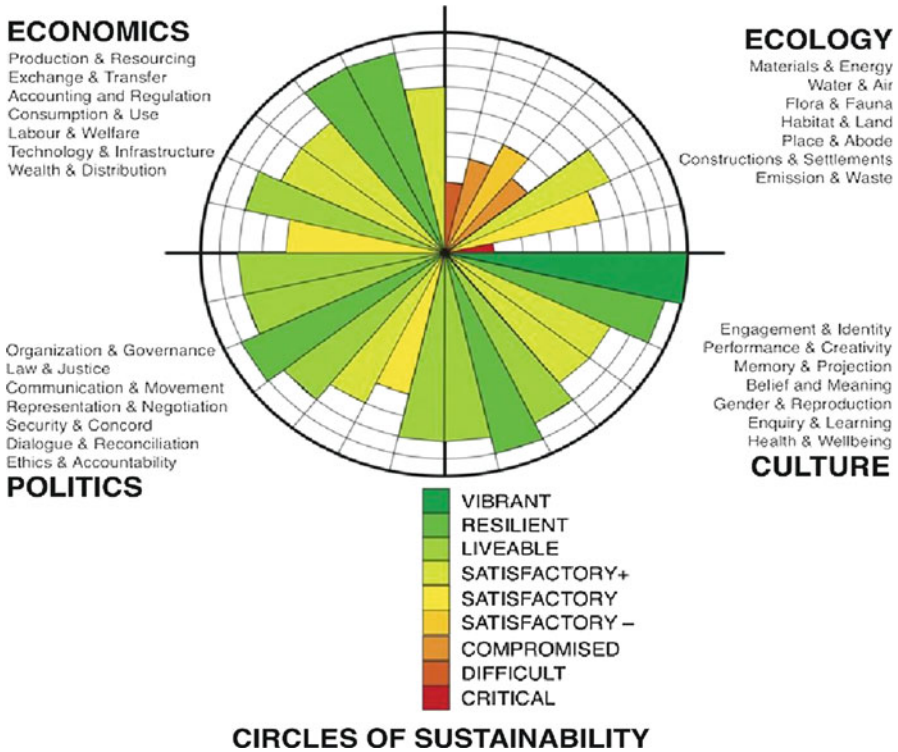 ECONOMICS
Production & Resourcing
Exchange & Transfer
Accounting and Regulation
Consumption & Use
Labour & Welfare
Technology & Infrastructure
Wealth & Distribution
ECOLOGY
Materials & Energy
Water & Air
Flora & Fauna
Habitat & Land
Place & Abode
Constructions & Settlements
Emission & Waste
Organization & Governance
Law & Justice
Communication & Movement
Representation & Negotiation
Security & Concord
Dialogue & Reconciliation
Ethics & Accountability
POLITICS
Engagement & Identity
Performance & Creativity
Memory & Projection
Belief and Meaning
Gender & Reproduction
Enquiry & Learning
Health & Wellbeing
CULTURE
VIBRANT
RESILIENT
LIVEABLE
SATISFACTORY+
SATISFACTORY
SATISFACTORY –
COMPROMISED
DIFFICULT
CRITICAL
CIRCLES OF SUSTAINABILITY